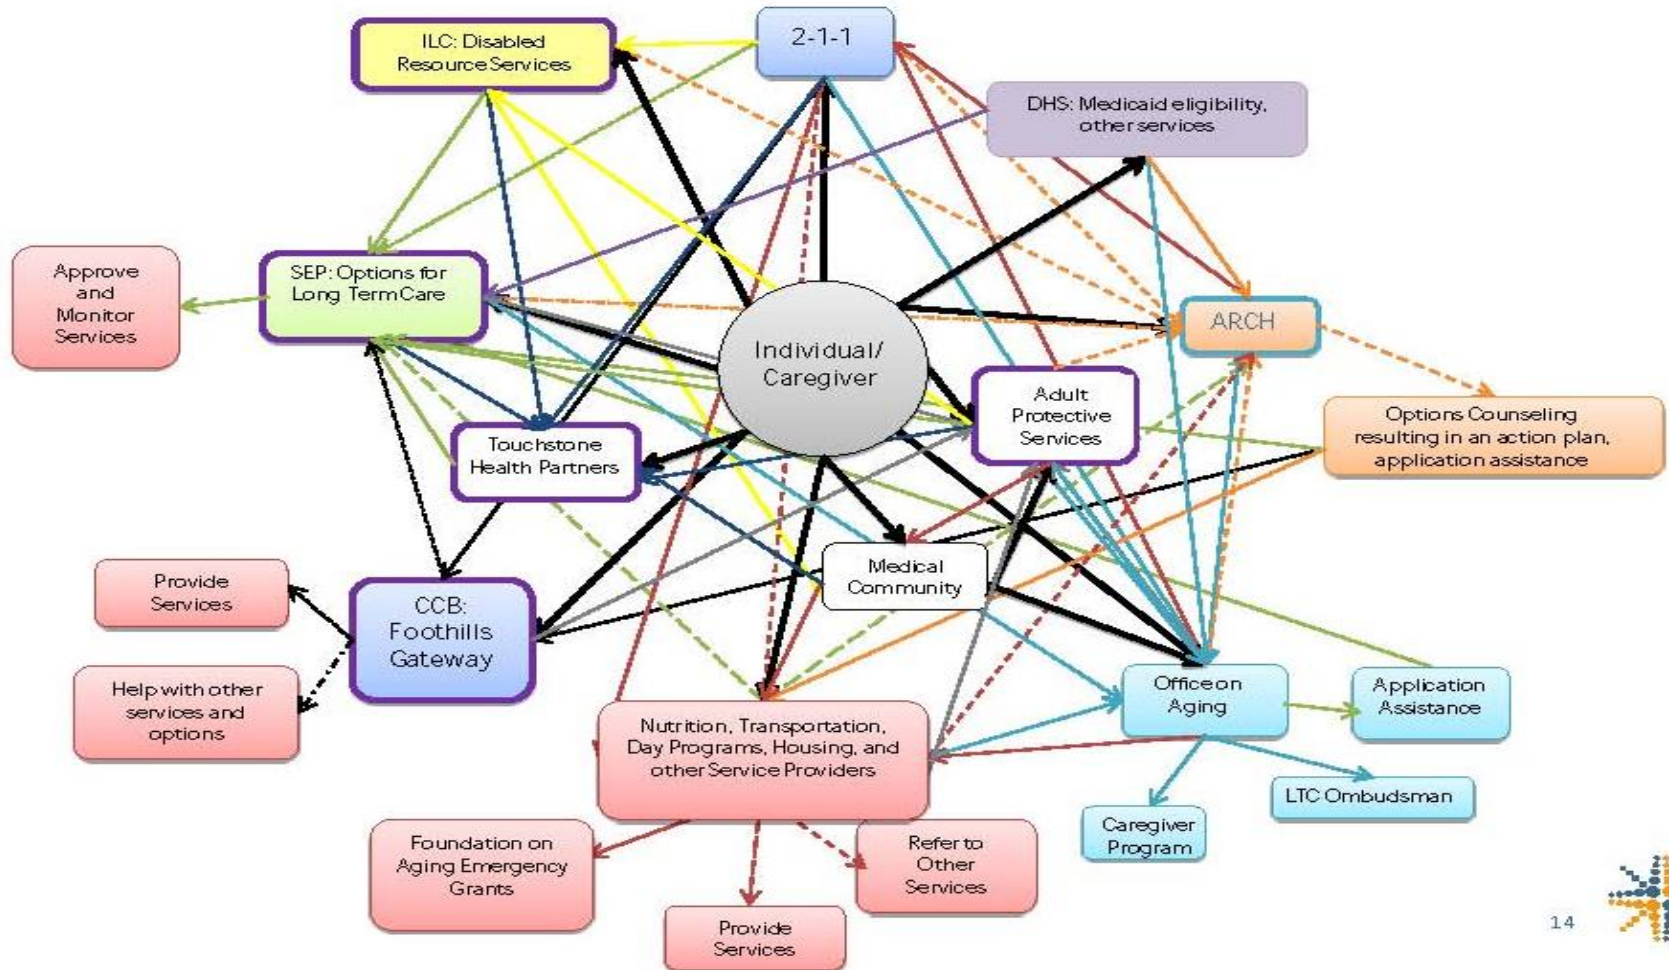 ILC: Disabled
Resource Services
2-1-1
DHS: Medicaid eligibility,
other services
Approve
and
Monitor
Services
SEP: Options for
Long Term Care
Individual/
Caregiver
ARCH
Touchstone
Health Partners
Adult
Protective
Services
Options Counseling
resulting in an action plan,
application assistance
Provide
Services
CCB:
Foothills
Gateway
Medical
Community
Help with other
services and
options
Nutrition, Transportation,
Day Programs, Housing, and
other Service Providers
Office on
Aging
Application
Assistance
LTC Ombudsman
Caregiver
Program
Foundation on
Aging Emergency
Grants
Refer to
Other
Services
Provide
Services
14